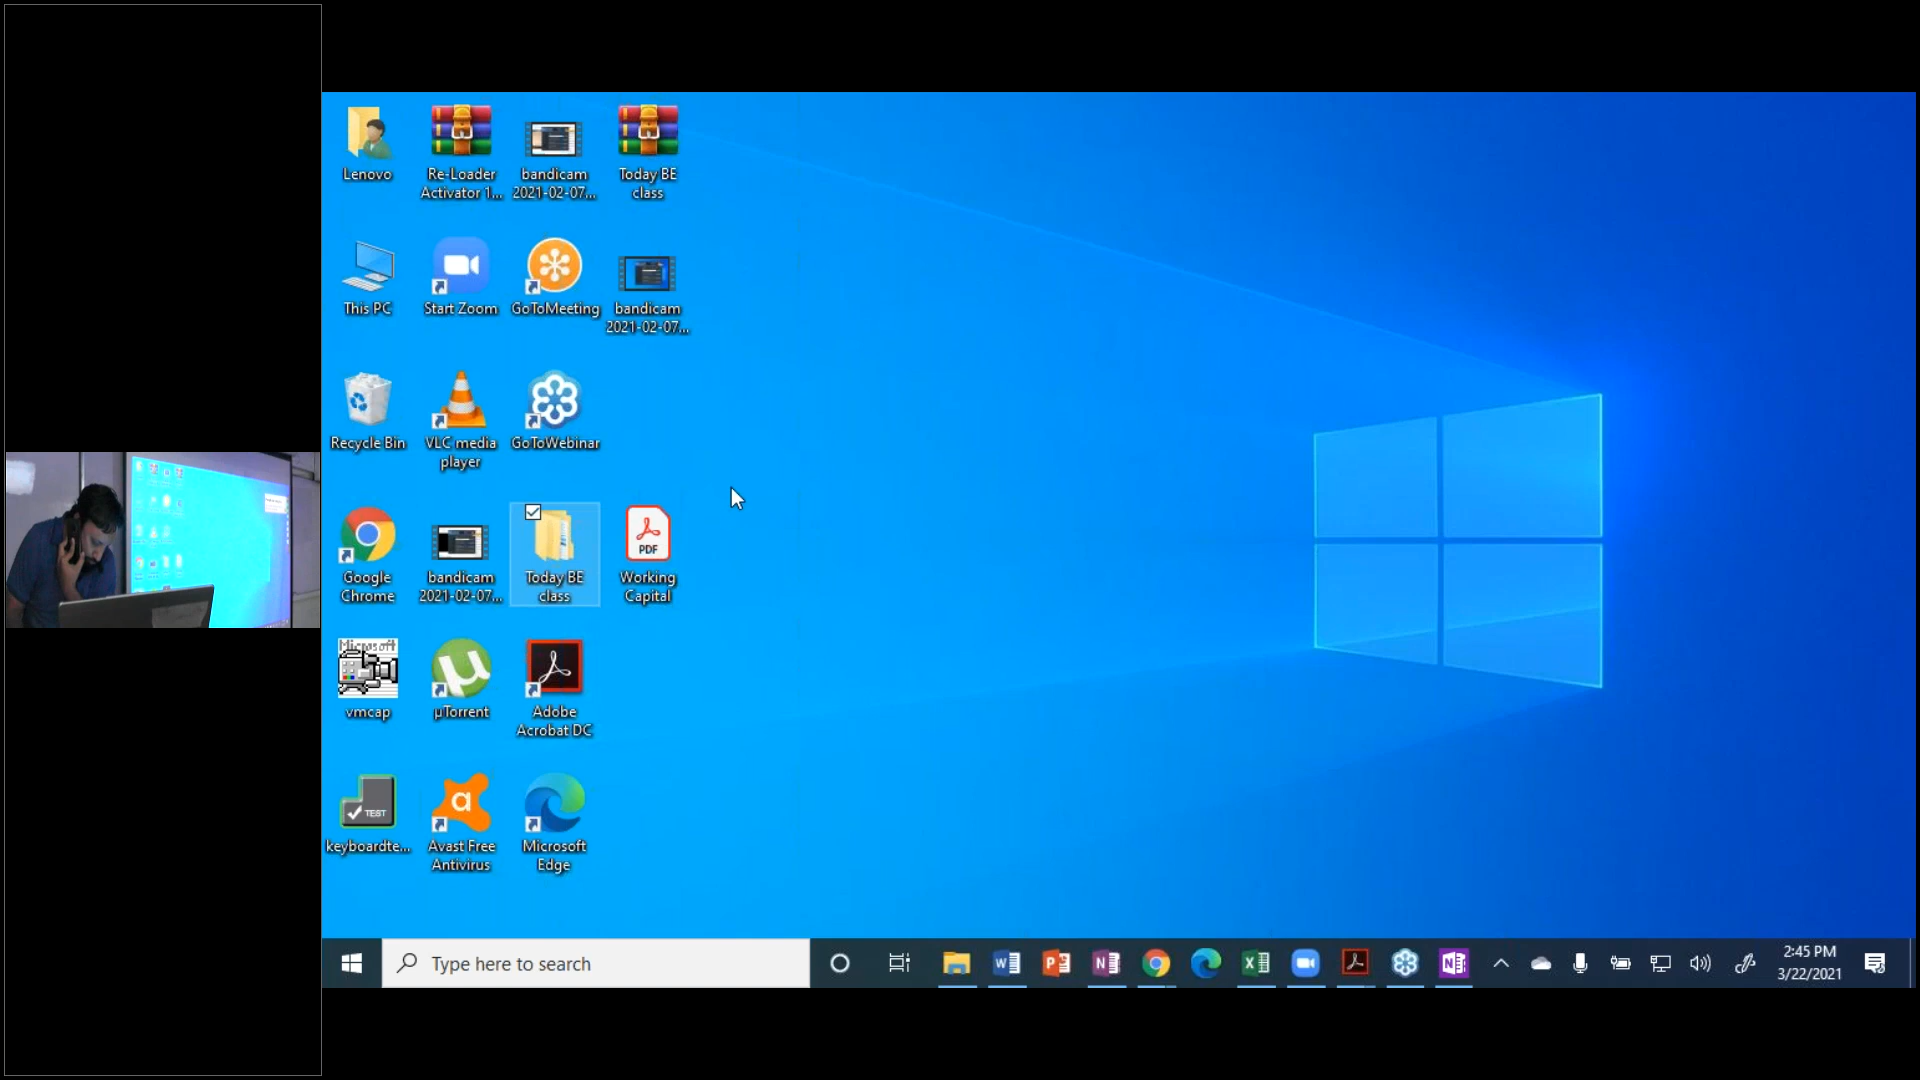 Lenovo
Re-Loader
Activator 1...
bandicam
2021-02-07...
Today BE
class
This PC
Start Zoom
GoToMeeting
bandicam
2021-02-07...
Recycle Bin
VLC media
player
GoToWebinar
Google
Chrome
bandicam
2021-02-07...
Today BE
class
PDF
Working
Capital
Microsoft
vmcap
µTorrent
Adobe
Acrobat DC
TEST
keyboardte...
Avast Free
Antivirus
Microsoft
Edge
Type here to search
2:45 PM
3/22/2021